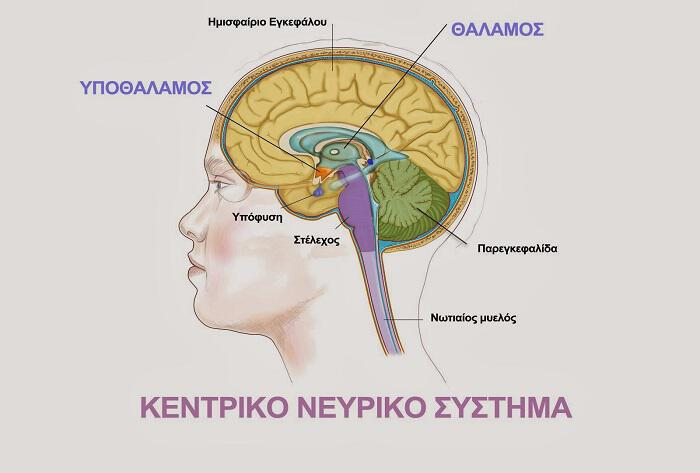 Ημισφαίριο Εγκεφάλου
ΘΑΛΑΜΟΣ
ΥΠΟΘΑΛΑΜΟΣ
Υπόφυση
Στέλεχος
Παρεγκεφαλίδα
Νωτιαίος μυελός
ΚΕΝΤΡΙΚΟ ΝΕΥΡΙΚΟ ΣΥΣΤΗΜΑ